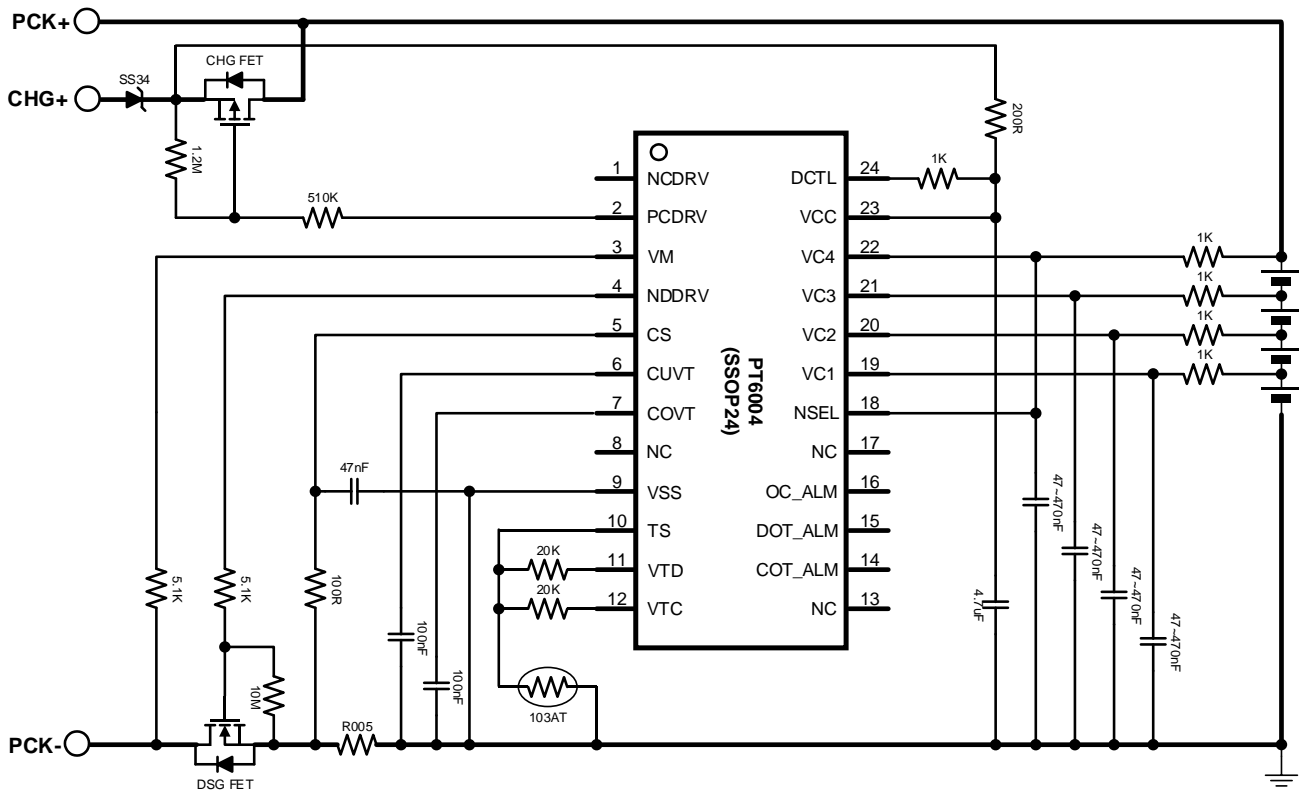 PCK+
CHG+
SS34
CHG FET
1.2M
510K
200R
1K
1 NCDRV
2 PCDRV
3 VM
4 NDDRV
5 CS
6 CUVT
7 COVT
8 NC
9 VSS
10 TS
11 VTD
12 VTC
PT6004
(SSOP24)
DCTL 24
VCC 23
VC4 22
VC3 21
VC2 20
VC1 19
NSEL 18
NC 17
OC_ALM 16
DOT_ALM 15
COT_ALM 14
NC 13
1K
1K
1K
1K
47nF
20K
20K
5.1K
5.1K
100R
100nF
100nF
10M
103AT
4.7uF
47~470nF
47~470nF
47~470nF
47~470nF
R005
PCK-
DSG FET